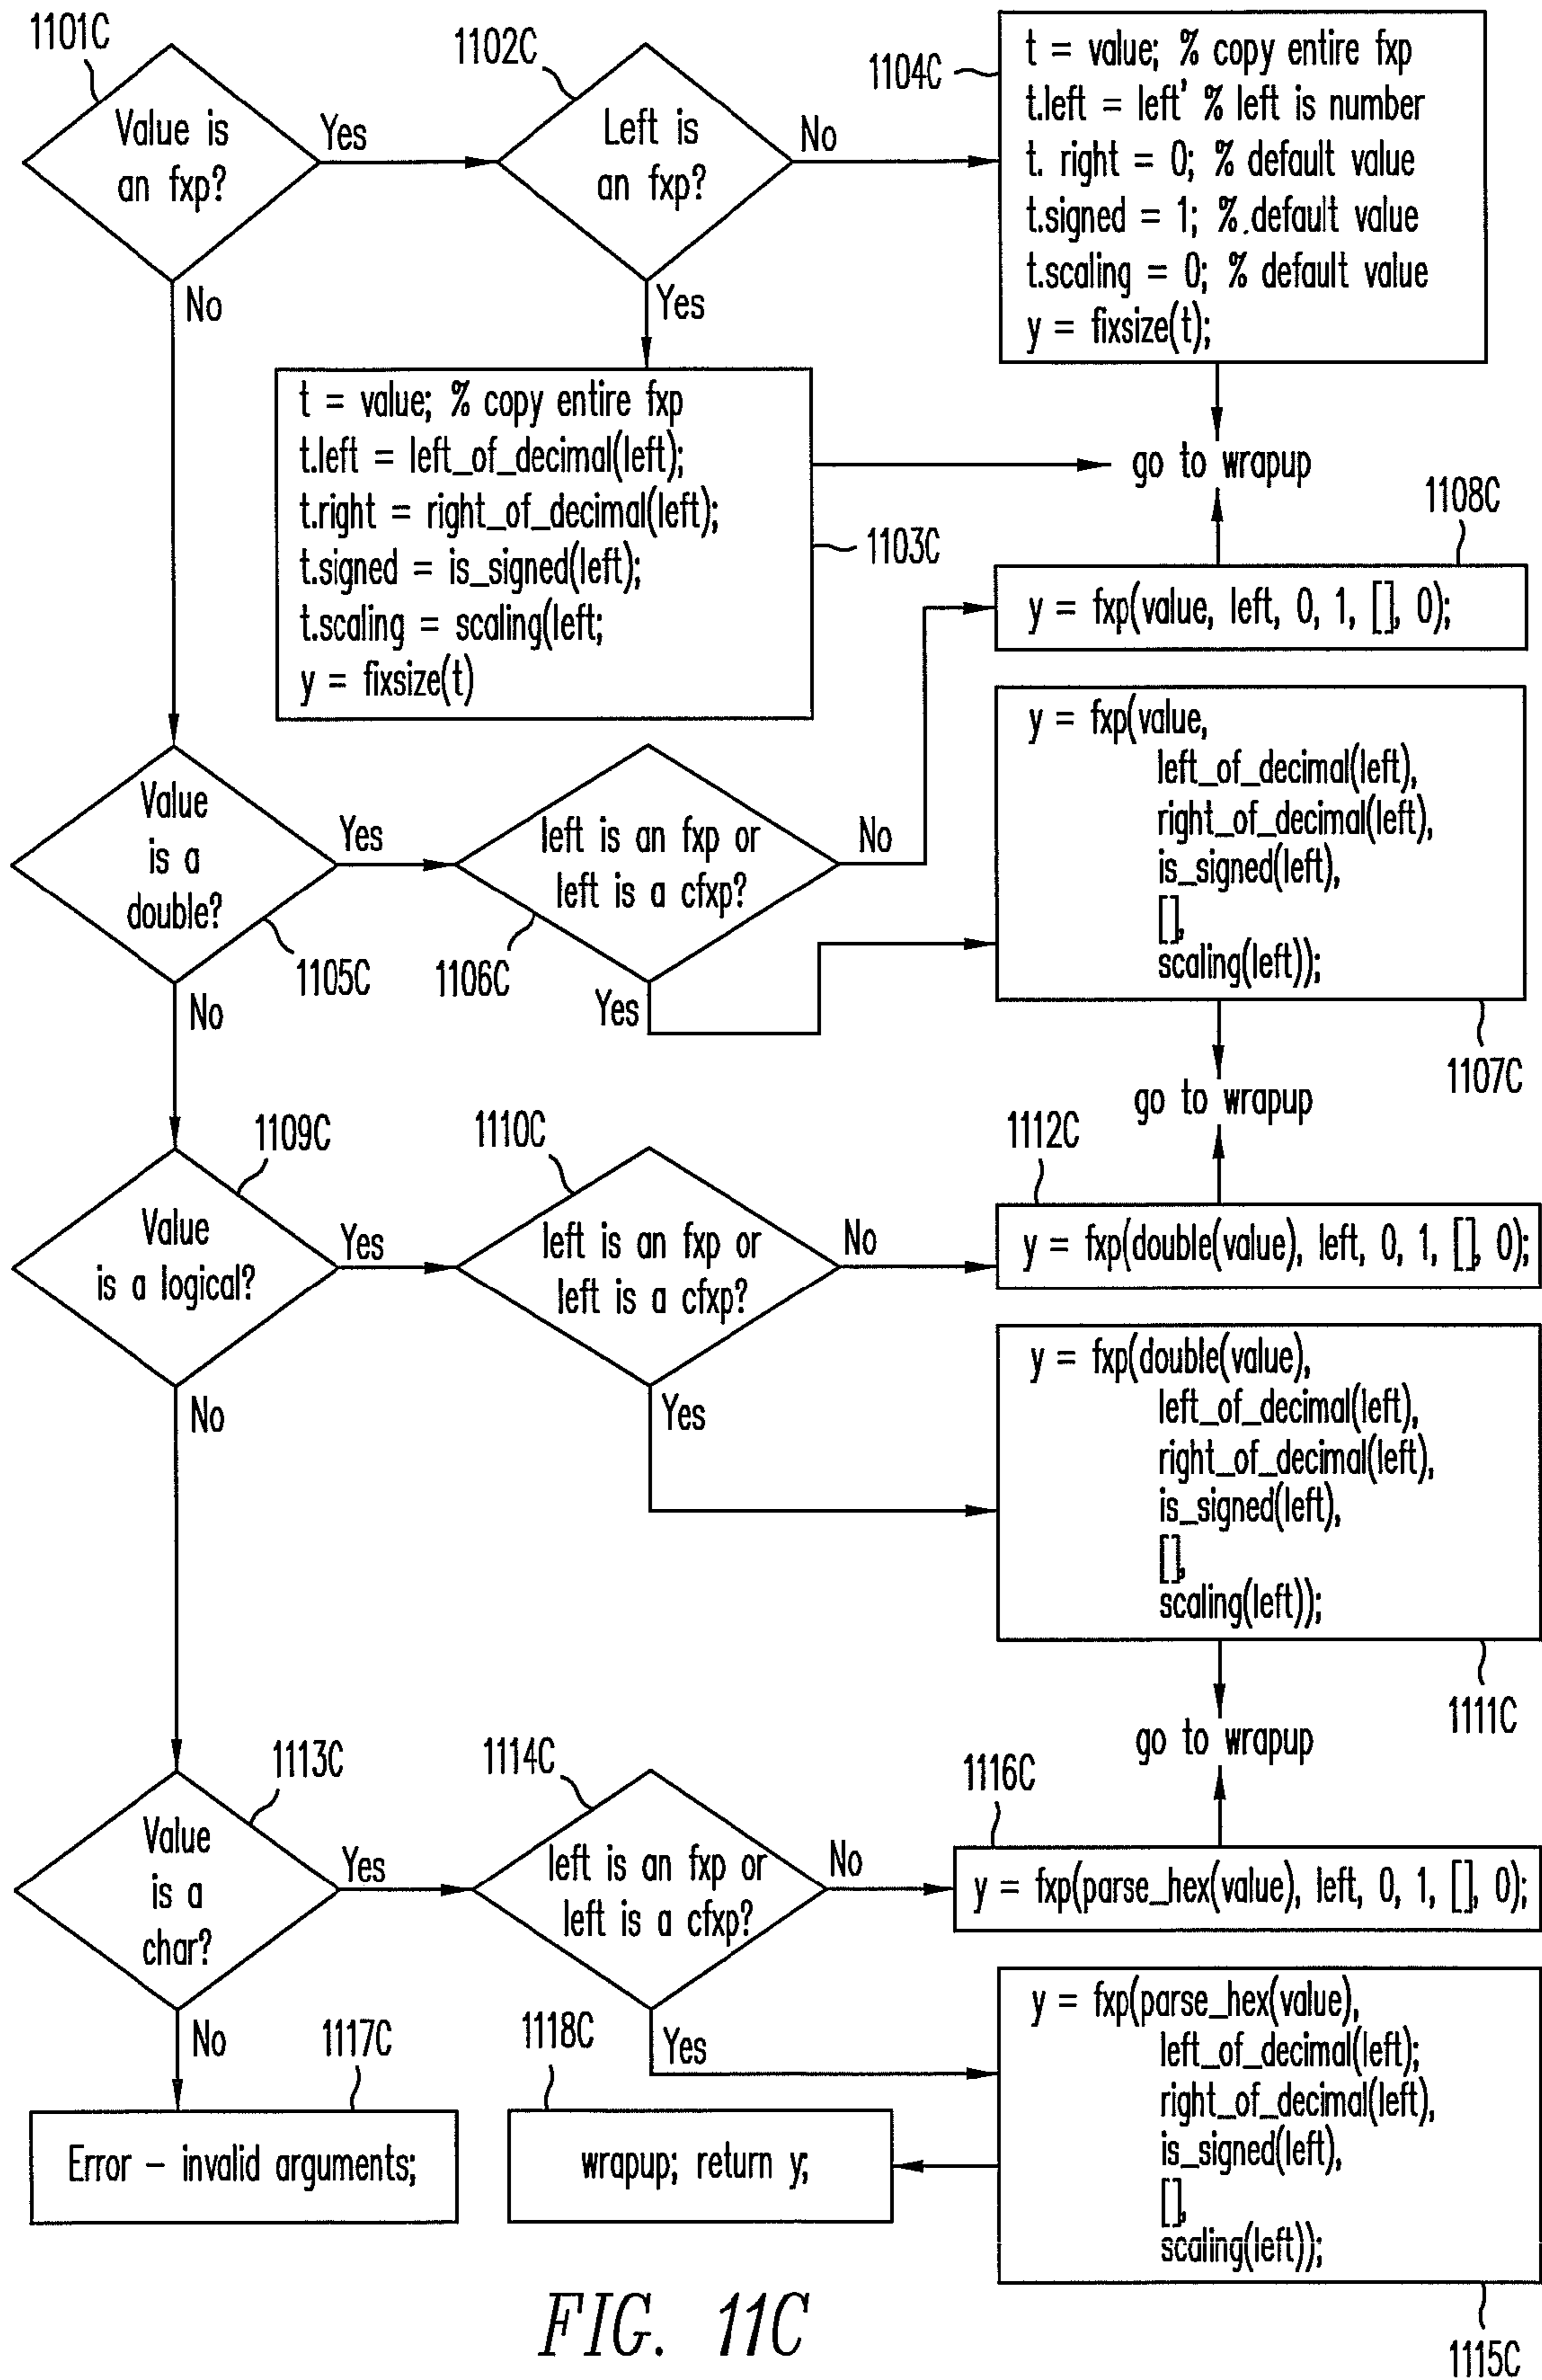 1101C
Value is
an fxp?
Yes
No
1102C
Left is
an fxp?
No
Yes
1104C
t = value; % copy entire fxp
t.left = left' % left is number
t. right = 0; % default value
t.signed = 1; %.default value
t.scaling = 0; % default value
y = fixsize(t);
t = value; % copy entire fxp
t.left = left_of_decimal(left);
t.right = right_of_decimal(left);
t.signed = is_signed(left);
t.scaling = scaling(left;
y = fixsize(t)
1103C
go to wrapup
1108C
y = fxp(value, left, 0, 1, [], 0);
Value
is a
double?
Yes
No
1105C
left is an fxp or
left is a cfxp?
No
Yes
1106C
y = fxp(value,
left_of_decimal(left),
right_of_decimal(left),
is_signed(left),
[],
scaling(left));
1107C
go to wrapup
1109C
Value
is a logical?
Yes
No
1110C
left is an fxp or
left is a cfxp?
No
Yes
1112C
y = fxp(double(value), left, 0, 1, [], 0);
y = fxp(double(value),
left_of_decimal(left),
right_of_decimal(left),
is_signed(left),
[],
scaling(left));
1111C
go to wrapup
1113C
Value
is a
char?
Yes
No
1114C
left is an fxp or
left is a cfxp?
No
Yes
1116C
y = fxp(parse_hex(value), left, 0, 1, [], 0);
y = fxp(parse_hex(value),
left_of_decimal(left);
right_of_decimal(left),
is_signed(left),
[],
scaling(left));
1115C
1117C
Error – invalid arguments;
1118C
wrapup; return y;
FIG. 11C